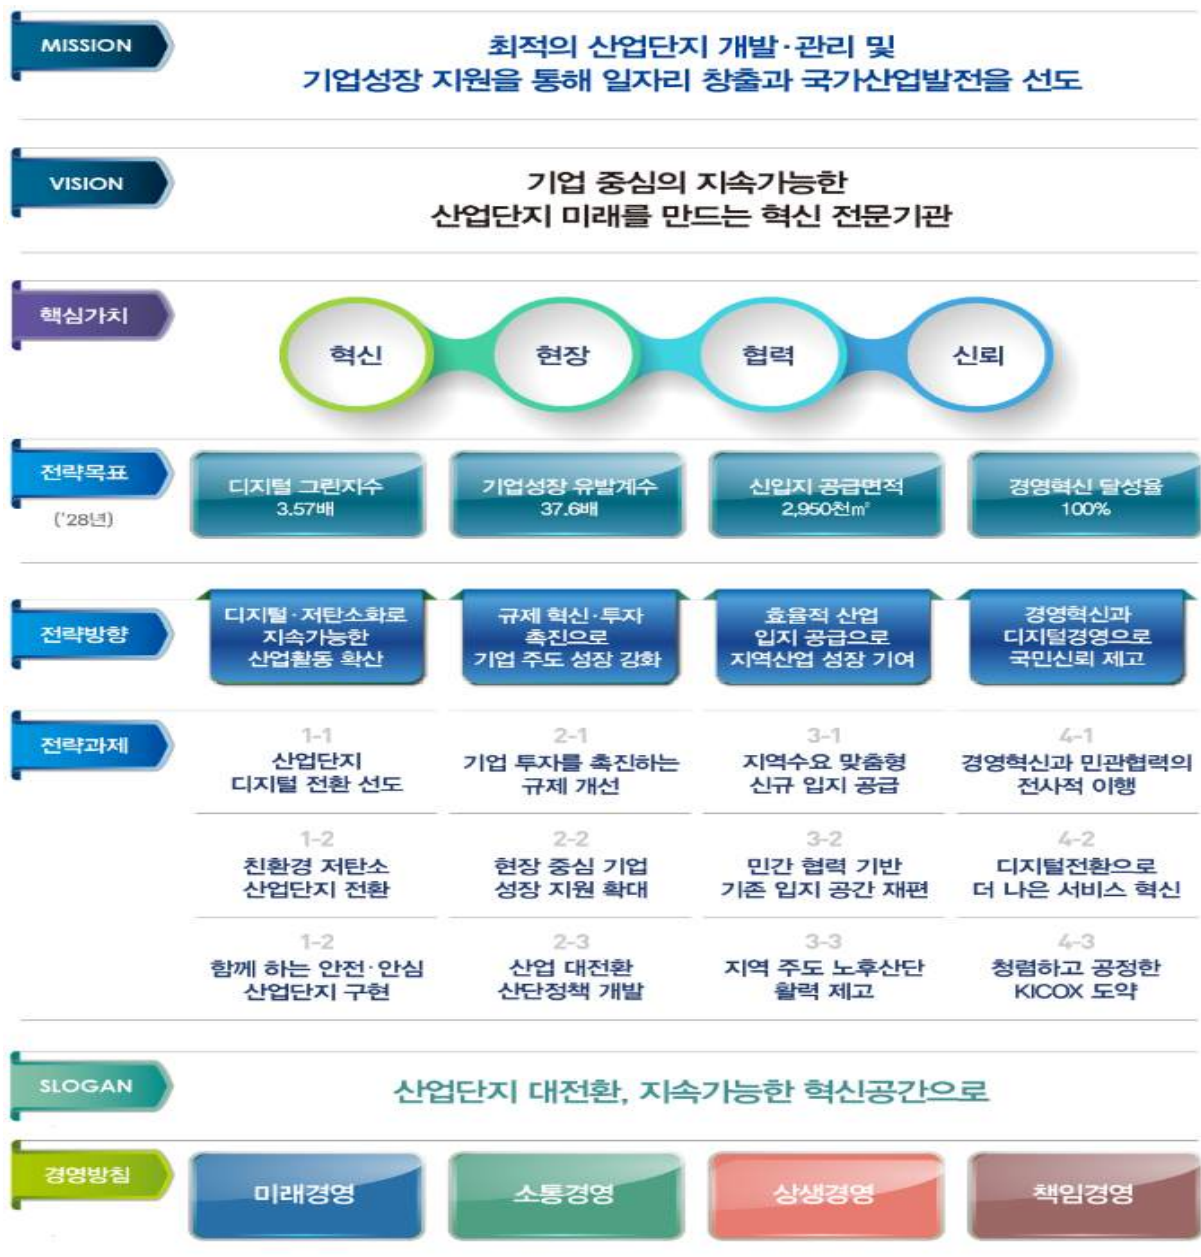 MISSION
최적의 산업단지 개발·관리 및
기업성장 지원을 통해 일자리 창출과 국가산업발전을 선도
VISION
기업 중심의 지속가능한
산업단지 미래를 만드는 혁신 전문기관
핵심가치
혁신
현장
협력
신뢰
전략목표
('28년)
디지털 그린지수
3.57배
기업성장 유발계수
37.6배
신입지 공급면적
2,950천㎡
경영혁신 달성율
100%
전략방향
디지털·저탄소화로
지속가능한
산업활동 확산
규제 혁신·투자
촉진으로
기업 주도 성장 강화
효율적 산업
입지 공급으로
지역산업 성장 기여
경영혁신과
디지털경영으로
국민신뢰 제고
전략과제
1-1
산업단지
디지털 전환 선도
2-1
기업 투자를 촉진하는
규제 개선
3-1
지역수요 맞춤형
신규 입지 공급
4-1
경영혁신과 민관협력의
전사적 이행
1-2
친환경 저탄소
산업단지 전환
2-2
현장 중심 기업
성장 지원 확대
3-2
민간 협력 기반
기존 입지 공간 재편
4-2
디지털전환으로
더 나은 서비스 혁신
1-2
함께 하는 안전·안심
산업단지 구현
2-3
산업 대전환
산단정책 개발
3-3
지역 주도 노후산단
활력 제고
4-3
청렴하고 공정한
KICOX 도약
SLOGAN
산업단지 대전환, 지속가능한 혁신공간으로
경영방침
미래경영
소통경영
상생경영
책임경영